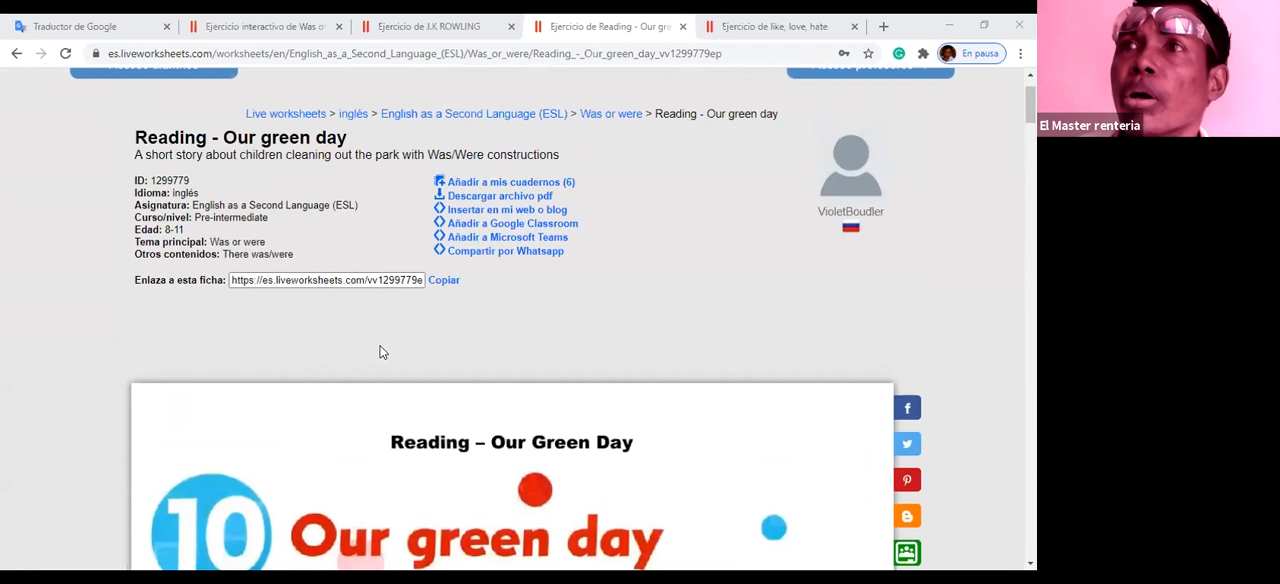 Traductor de Google
Ejercicio interactivo de Was o
Ejercicio de J.K ROWLING
Ejercicio de Reading - Our gre
Ejercicio de like, love, hate
es.liveworksheets.com/worksheets/en/English_as_a_Second_Language_(ESL)/Was_or_were/Reading_-_Our_green_day_vv1299779ep
En pausa
El Master renteria
Live worksheets > inglés > English as a Second Language (ESL) > Was or were > Reading - Our green day
Reading - Our green day
A short story about children cleaning out the park with Was/Were constructions
ID: 1299779
Idioma: inglés
Asignatura: English as a Second Language (ESL)
Curso/nivel: Pre-intermediate
Edad: 8-11
Tema principal: Was or were
Otros contenidos: There was/were
Añadir a mis cuadernos (6)
Descargar archivo pdf
Insertar en mi web o blog
Añadir a Google Classroom
Añadir a Microsoft Teams
Compartir por Whatsapp
VioletBoudler
Enlaza a esta ficha: https://es.liveworksheets.com/vv1299779e Copiar
Reading – Our Green Day
10 Our green day